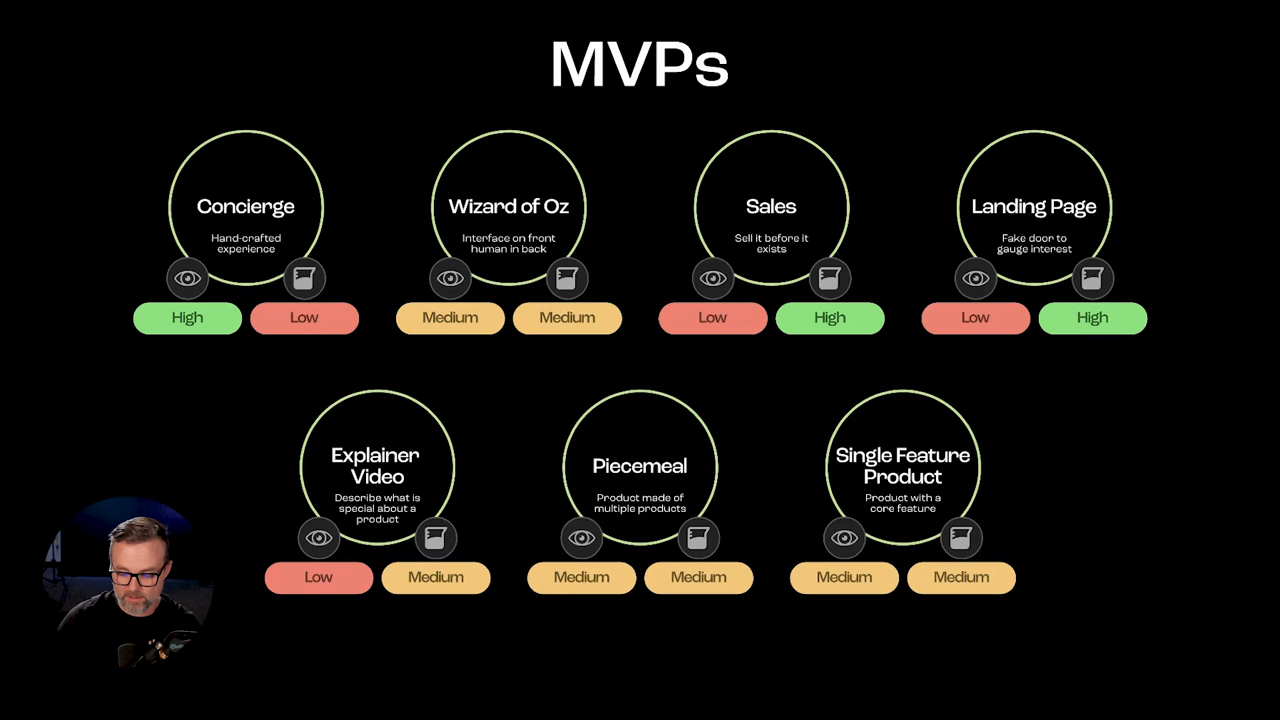 MVPs
Concierge
Hand-crafted
experience
High
Low
Wizard of Oz
Interface on front
human in back
Medium
Medium
Sales
Sell it before it
exists
Low
High
Landing Page
Fake door to
gauge interest
Low
High
Explainer
Video
Describe what is
special about a
product
Low
Medium
Piecemeal
Product made of
multiple products
Medium
Medium
Single Feature
Product
Product with a
core feature
Medium
Medium